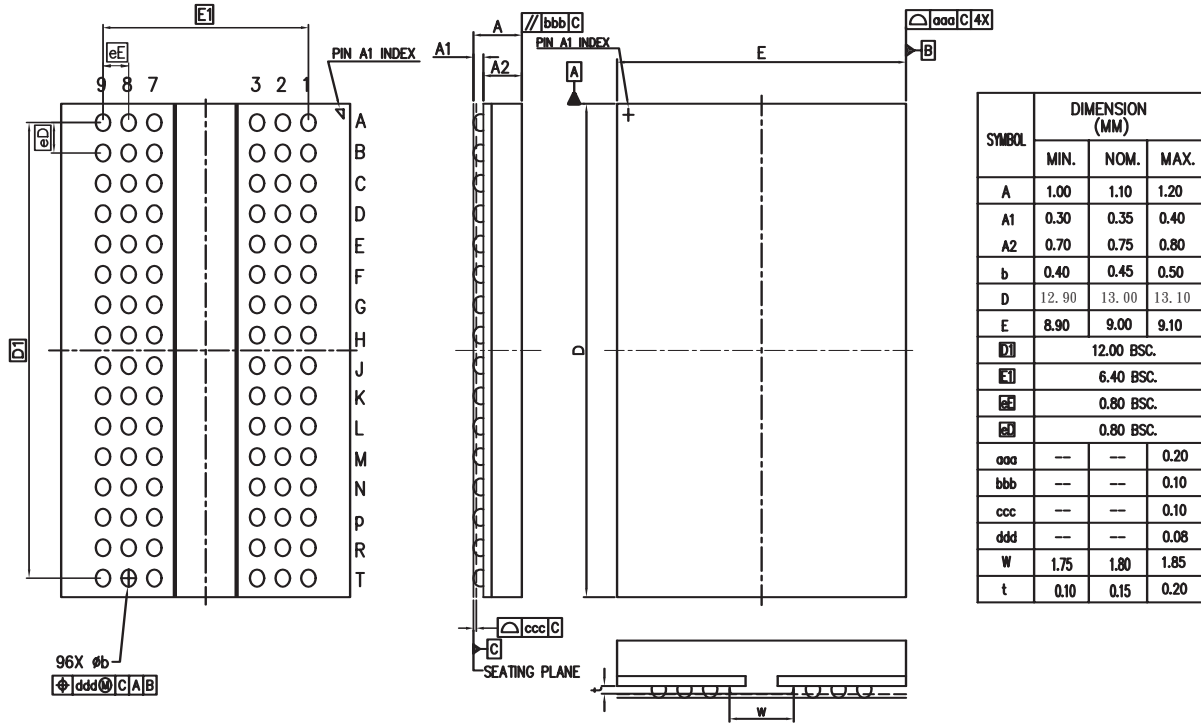 E1
A
// bbb C
⌓ aaa C 4X
eE
PIN A1 INDEX
A1
PIN A1 INDEX
E
B
A2
A
9 8 7 3 2 1
A
B
C
D
E
F
G
H
J
K
L
M
N
p
R
T
eD
D1
D
96X øb
⌖ ddd Ⓜ C A B
⌓ ccc C
C
SEATING PLANE
t
W
SYMBOL DIMENSION (MM)
MIN. NOM. MAX.
A 1.00 1.10 1.20
A1 0.30 0.35 0.40
A2 0.70 0.75 0.80
b 0.40 0.45 0.50
D 12.90 13.00 13.10
E 8.90 9.00 9.10
D1 12.00 BSC.
E1 6.40 BSC.
eE 0.80 BSC.
eD 0.80 BSC.
aaa -- -- 0.20
bbb -- -- 0.10
ccc -- -- 0.10
ddd -- -- 0.08
W 1.75 1.80 1.85
t 0.10 0.15 0.20